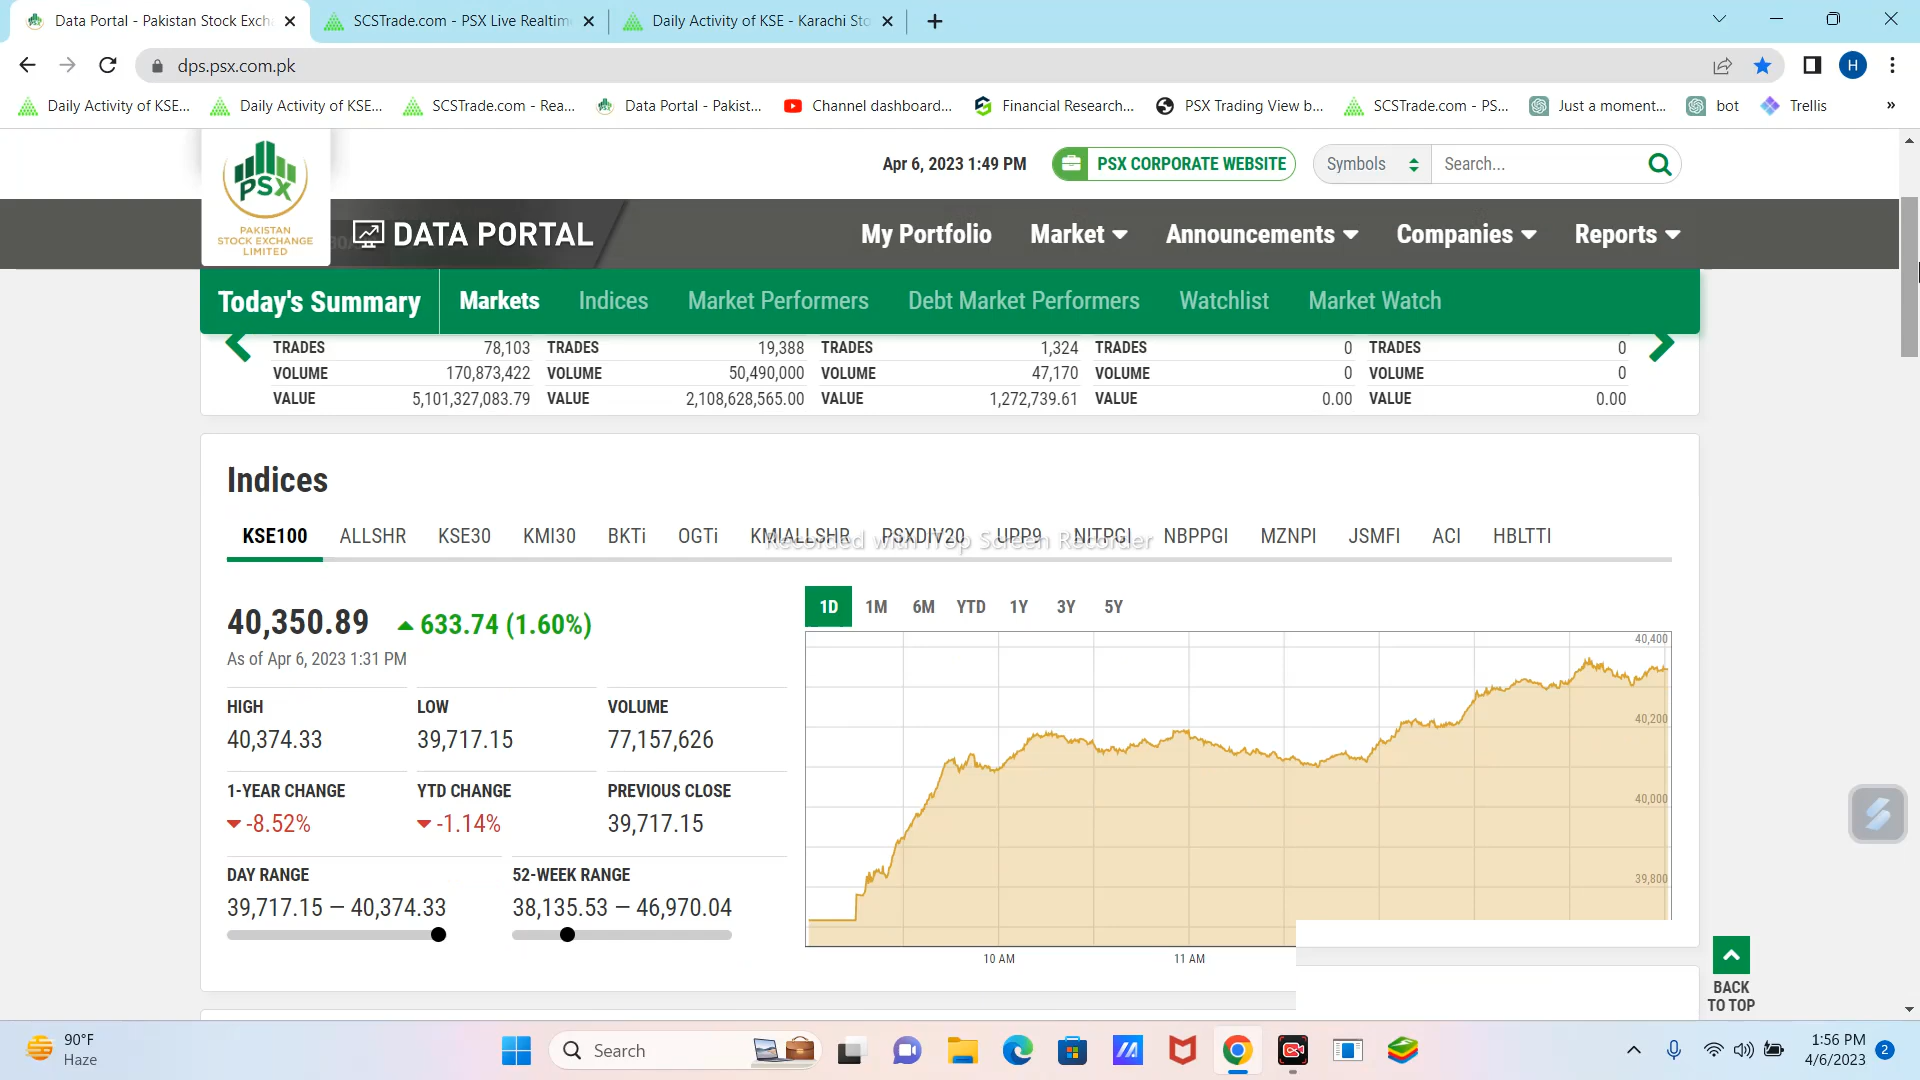 Data Portal - Pakistan Stock Exch
SCSTrade.com - PSX Live Realtim
Daily Activity of KSE - Karachi Sto
dps.psx.com.pk
H
Daily Activity of KSE...
Daily Activity of KSE...
SCSTrade.com - Rea...
Data Portal - Pakist...
Channel dashboard...
Financial Research...
PSX Trading View b...
SCSTrade.com - PS...
Just a moment...
bot
Trellis
»
PSX
PAKISTAN
STOCK EXCHANGE
LIMITED
Apr 6, 2023 1:49 PM
PSX CORPORATE WEBSITE
Symbols
Search...
DATA PORTAL
My Portfolio
Market
Announcements
Companies
Reports
Today's Summary
Markets
Indices
Market Performers
Debt Market Performers
Watchlist
Market Watch
TRADES 78,103 TRADES 19,388 TRADES 1,324 TRADES 0 TRADES 0
VOLUME 170,873,422 VOLUME 50,490,000 VOLUME 47,170 VOLUME 0 VOLUME 0
VALUE 5,101,327,083.79 VALUE 2,108,628,565.00 VALUE 1,272,739.61 VALUE 0.00 VALUE 0.00
Indices
KSE100 ALLSHR KSE30 KMI30 BKTi OGTi KMIALLSHR PSXDIV20 UPP9 NITPGI NBPPGI MZNPI JSMFI ACI HBLTTI
Recorded with iTop Screen Recorder
40,350.89 633.74 (1.60%)
As of Apr 6, 2023 1:31 PM
HIGH LOW VOLUME
40,374.33 39,717.15 77,157,626
1-YEAR CHANGE YTD CHANGE PREVIOUS CLOSE
-8.52% -1.14% 39,717.15
DAY RANGE 52-WEEK RANGE
39,717.15 — 40,374.33 38,135.53 — 46,970.04
1D 1M 6M YTD 1Y 3Y 5Y
40,400
40,200
40,000
39,800
10 AM 11 AM
BACK
TO TOP
90°F
Haze
Search
1:56 PM
4/6/2023
2